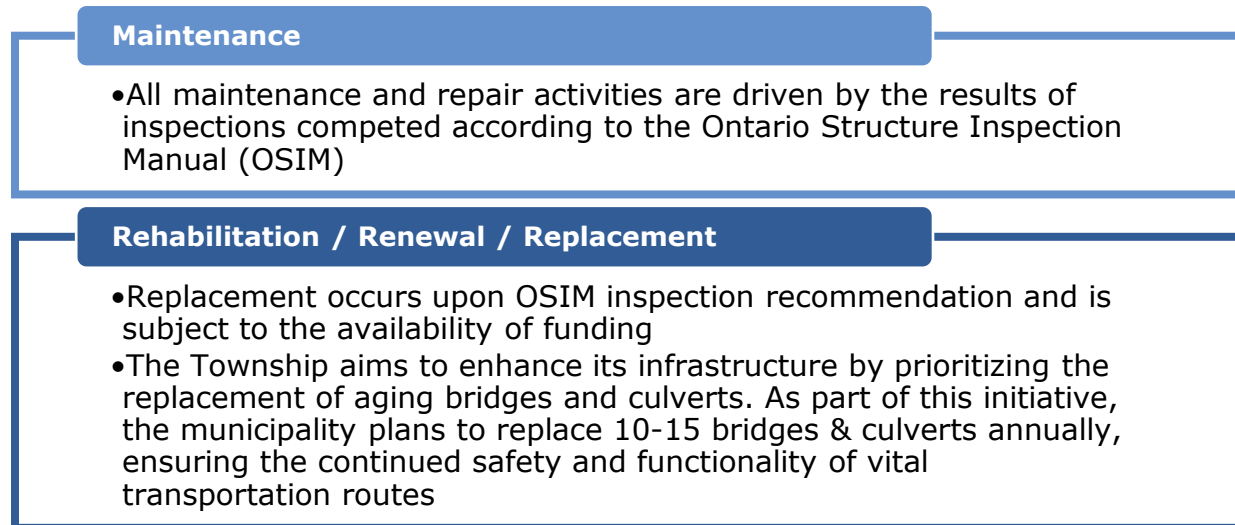 Maintenance
•All maintenance and repair activities are driven by the results of
inspections competed according to the Ontario Structure Inspection
Manual (OSIM)
Rehabilitation / Renewal / Replacement
•Replacement occurs upon OSIM inspection recommendation and is
subject to the availability of funding
•The Township aims to enhance its infrastructure by prioritizing the
replacement of aging bridges and culverts. As part of this initiative,
the municipality plans to replace 10-15 bridges & culverts annually,
ensuring the continued safety and functionality of vital
transportation routes